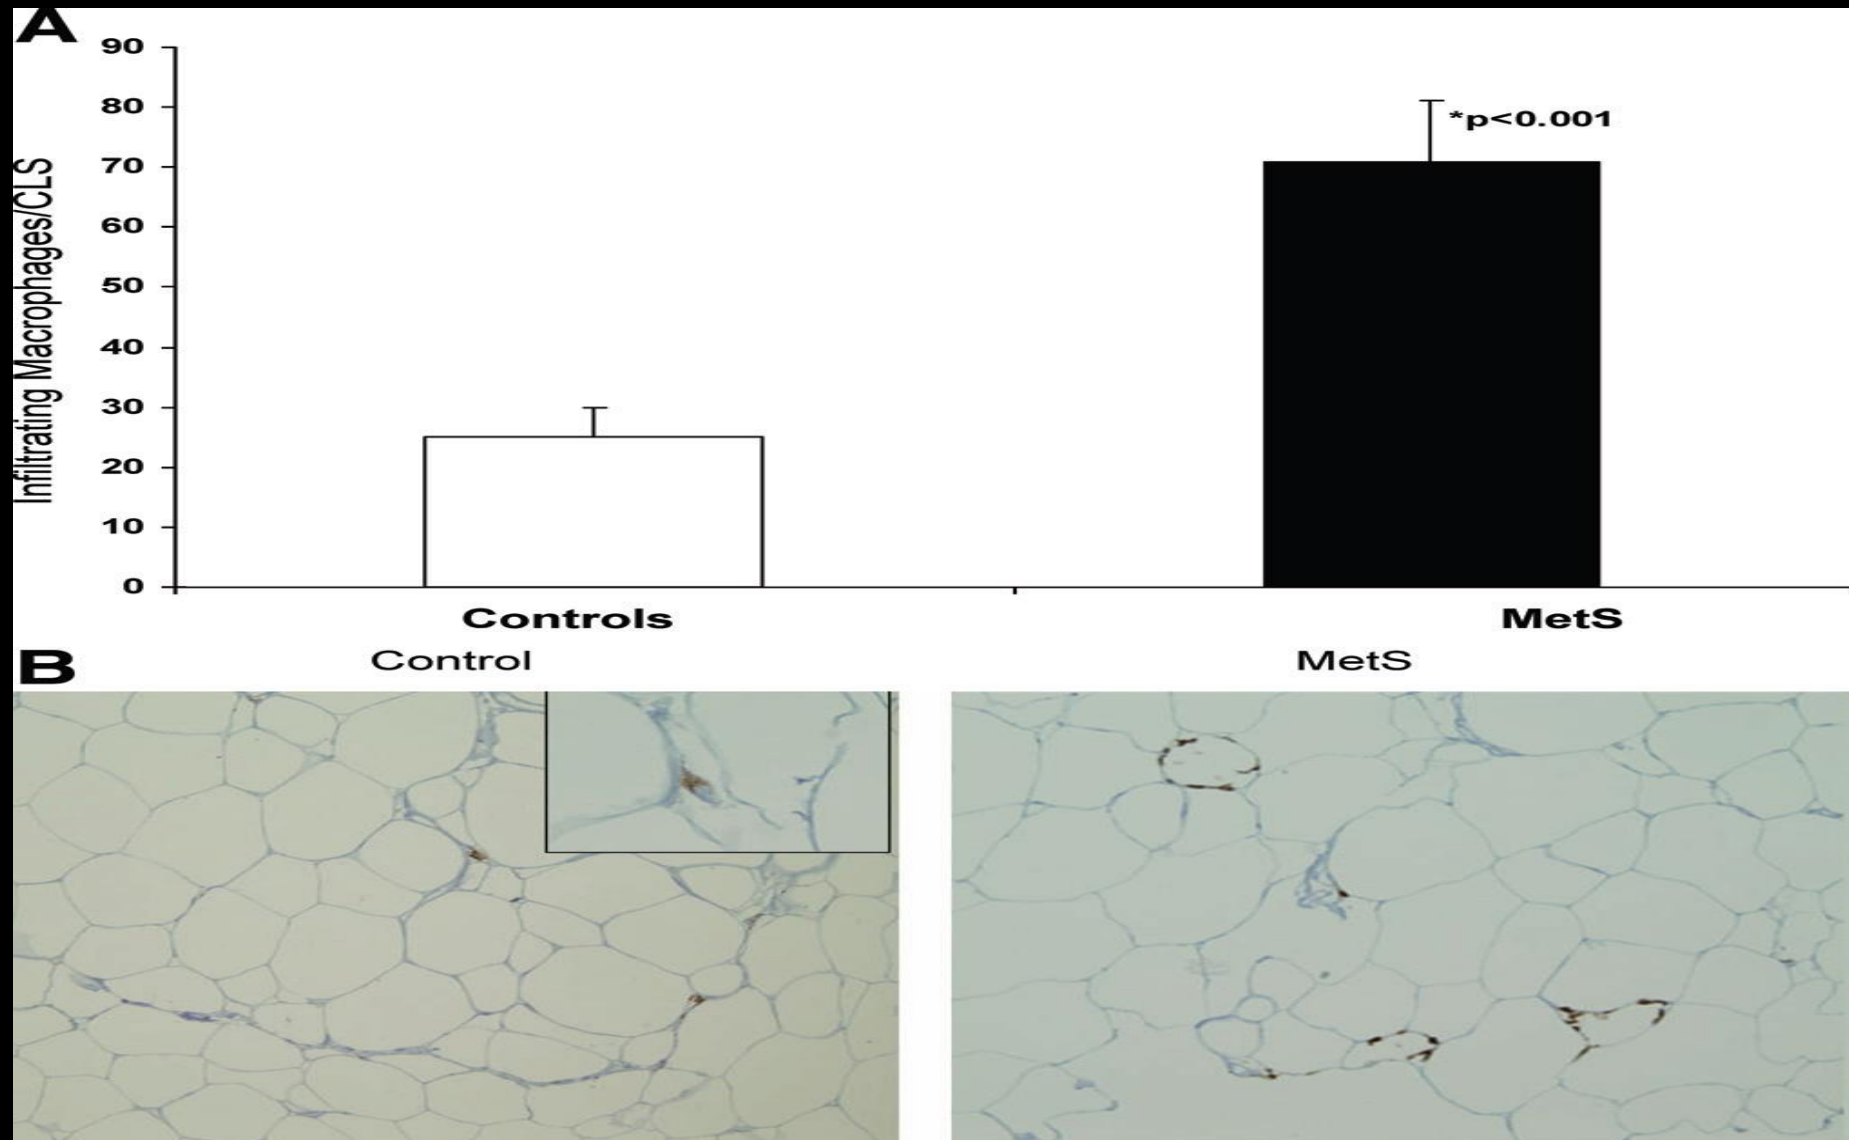 A
90
80
70
60
50
40
30
20
10
0
Infiltrating Macrophages/CLS
*p<0.001
Controls
MetS
B
Control
MetS